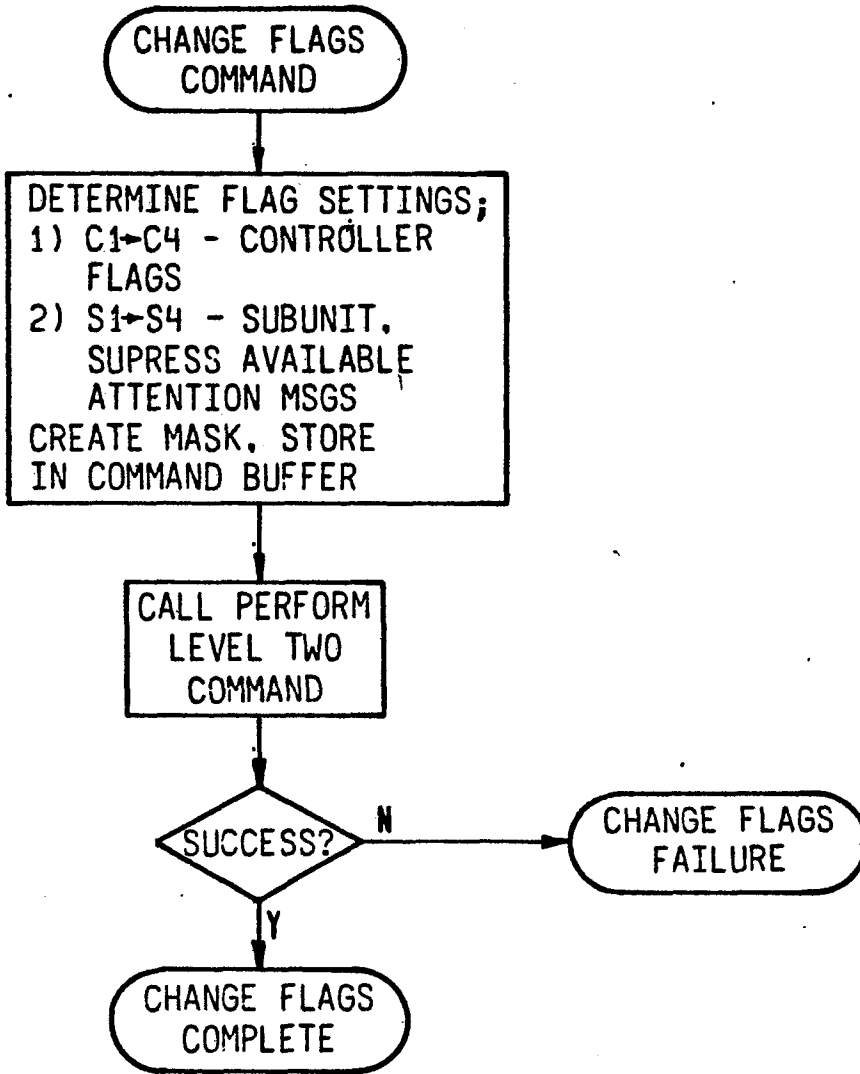 CHANGE FLAGS
COMMAND
DETERMINE FLAG SETTINGS;
1) C1→C4 - CONTROLLER
FLAGS
2) S1→S4 - SUBUNIT.
SUPRESS AVAILABLE
ATTENTION MSGS
CREATE MASK. STORE
IN COMMAND BUFFER
CALL PERFORM
LEVEL TWO
COMMAND
SUCCESS?
N
CHANGE FLAGS
FAILURE
Y
CHANGE FLAGS
COMPLETE